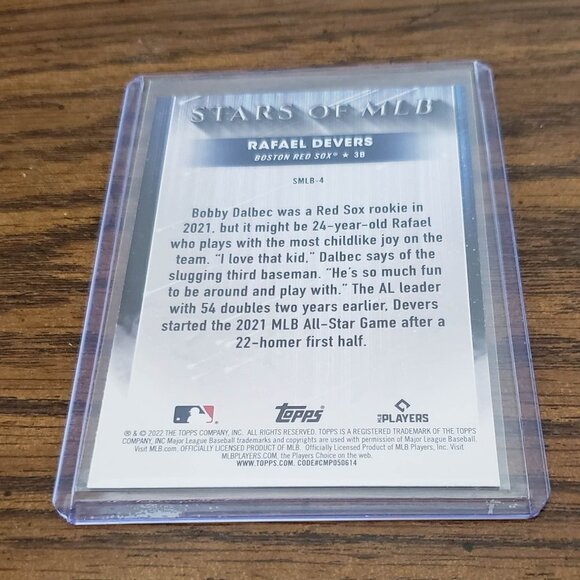 STARS OF MLB
RAFAEL DEVERS
BOSTON RED SOX® ★ 3B
SMLB-4
Bobby Dalbec was a Red Sox rookie in
2021, but it might be 24-year-old Rafael
who plays with the most childlike joy on the
team. "I love that kid," Dalbec says of the
slugging third baseman. "He's so much fun
to be around and play with." The AL leader
with 54 doubles two years earlier, Devers
started the 2021 MLB All-Star Game after a
22-homer first half.
topps
MLB PLAYERS
® & © 2022 THE TOPPS COMPANY, INC. ALL RIGHTS RESERVED. TOPPS IS A REGISTERED TRADEMARK OF THE TOPPS
COMPANY, INC Major League Baseball trademarks and copyrights are used with permission of Major League Baseball.
Visit MLB.com. OFFICIALLY LICENSED PRODUCT OF MLB. Officially Licensed Product of MLB Players, Inc. Visit
MLBPLAYERS.com, the Players Choice on the web.
WWW.TOPPS.COM. CODE#CMP050614